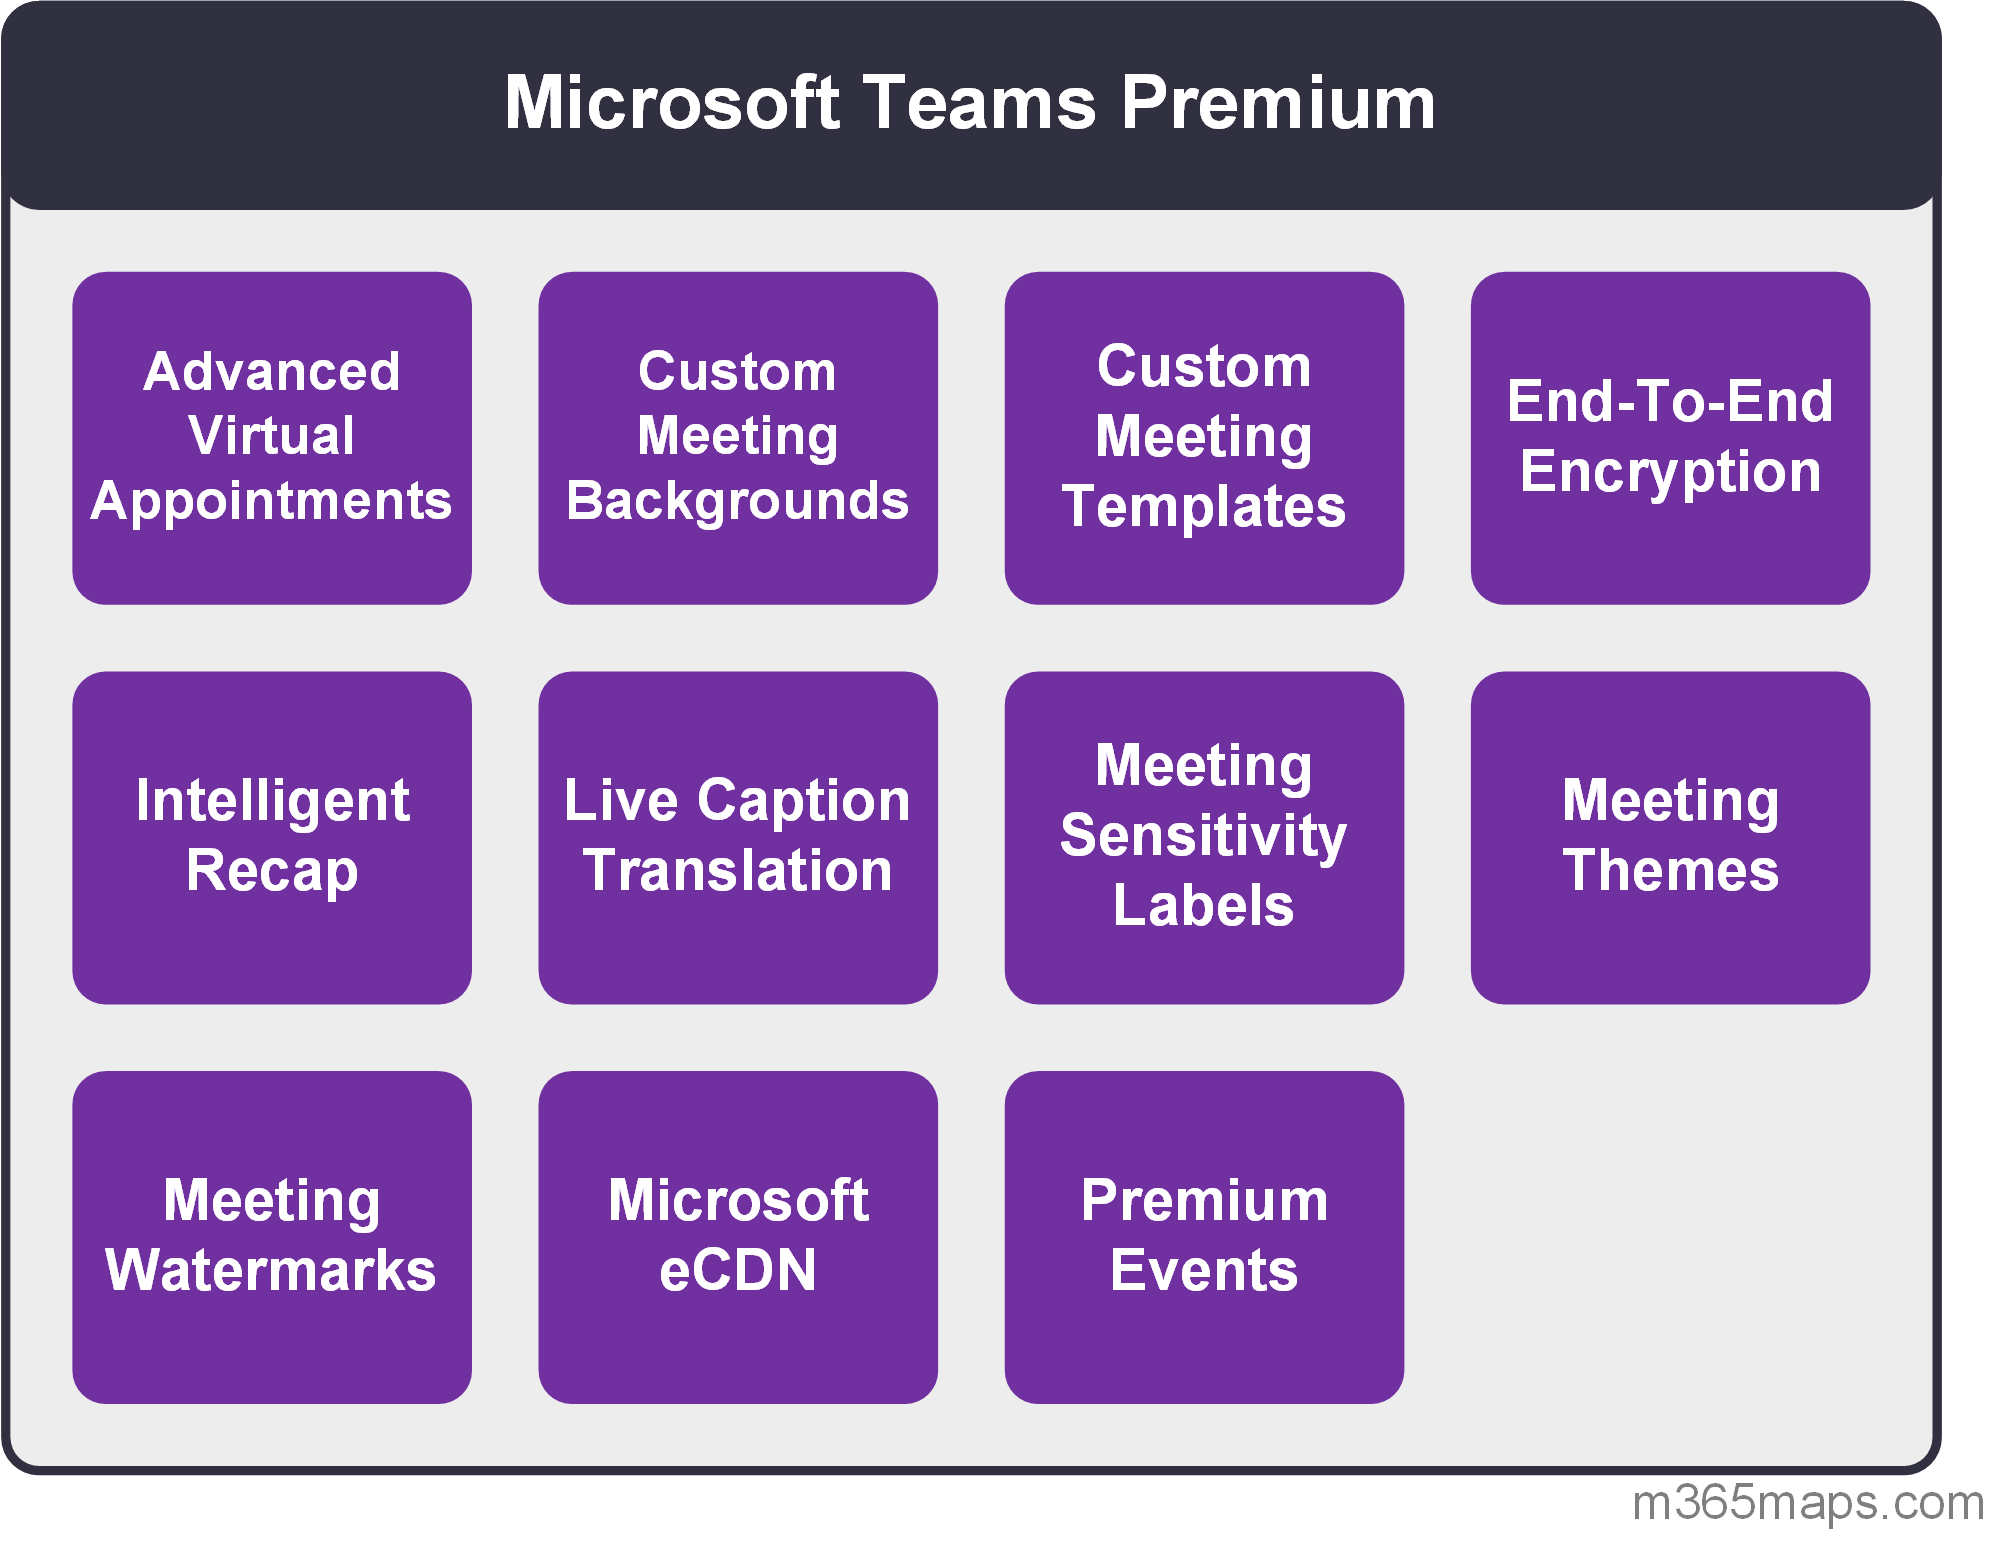 Microsoft Teams Premium
Advanced
Virtual
Appointments
Custom
Meeting
Backgrounds
Custom
Meeting
Templates
End-To-End
Encryption
Intelligent
Recap
Live Caption
Translation
Meeting
Sensitivity
Labels
Meeting
Themes
Meeting
Watermarks
Microsoft
eCDN
Premium
Events
m365maps.com